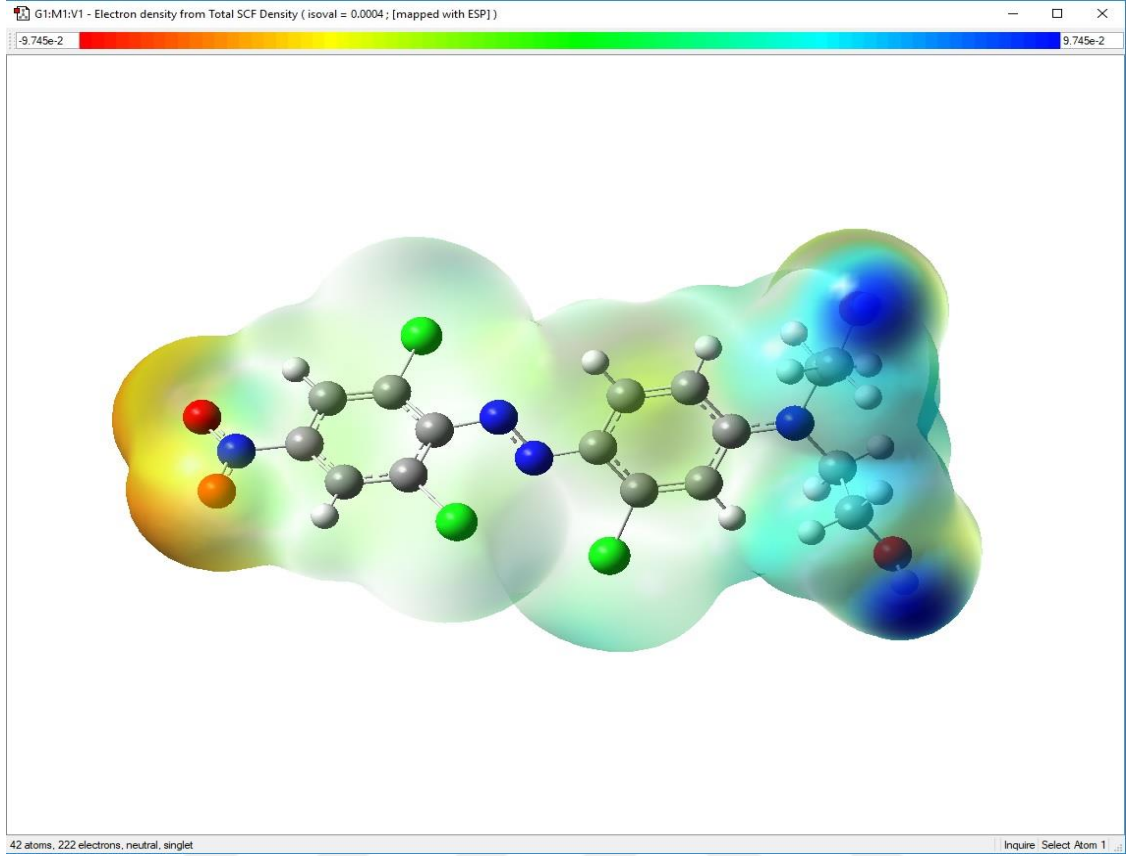 G1:M1:V1 - Electron density from Total SCF Density ( isoval = 0.0004 ; [mapped with ESP] )
-9.745e-2 9.745e-2
42 atoms, 222 electrons, neutral, singlet Inquire Select Atom 1